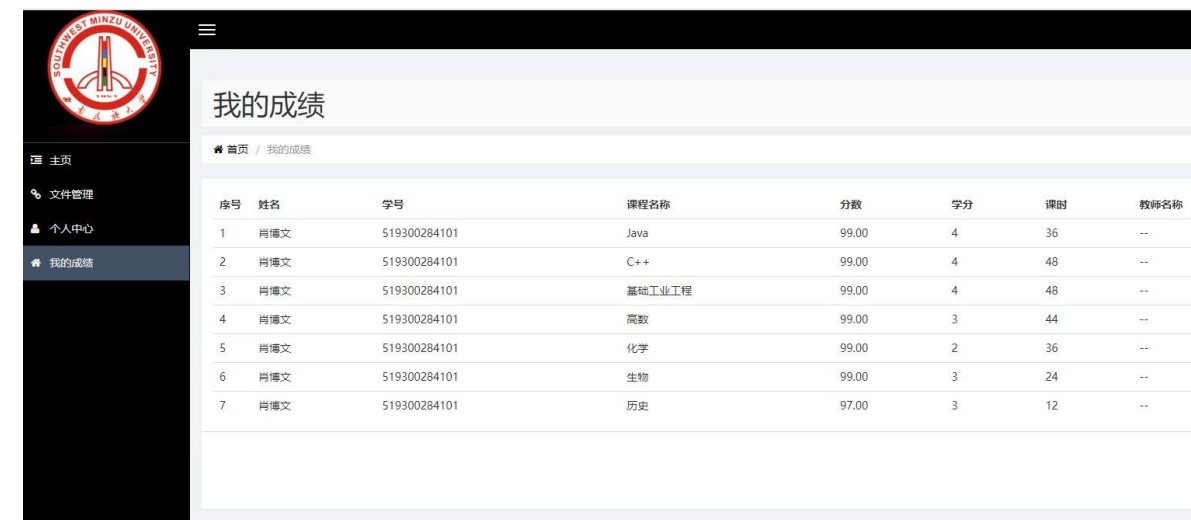 SOUTHWEST MINZU UNIVERSITY
西南民族大学
我的成绩
首页 / 我的成绩
主页
文件管理
个人中心
我的成绩
序号 姓名 学号 课程名称 分数 学分 课时 教师名称
1 肖博文 519300284101 Java 99.00 4 36 --
2 肖博文 519300284101 C++ 99.00 4 48 --
3 肖博文 519300284101 基础工业工程 99.00 4 48 --
4 肖博文 519300284101 高数 99.00 3 44 --
5 肖博文 519300284101 化学 99.00 2 36 --
6 肖博文 519300284101 生物 99.00 3 24 --
7 肖博文 519300284101 历史 97.00 3 12 --